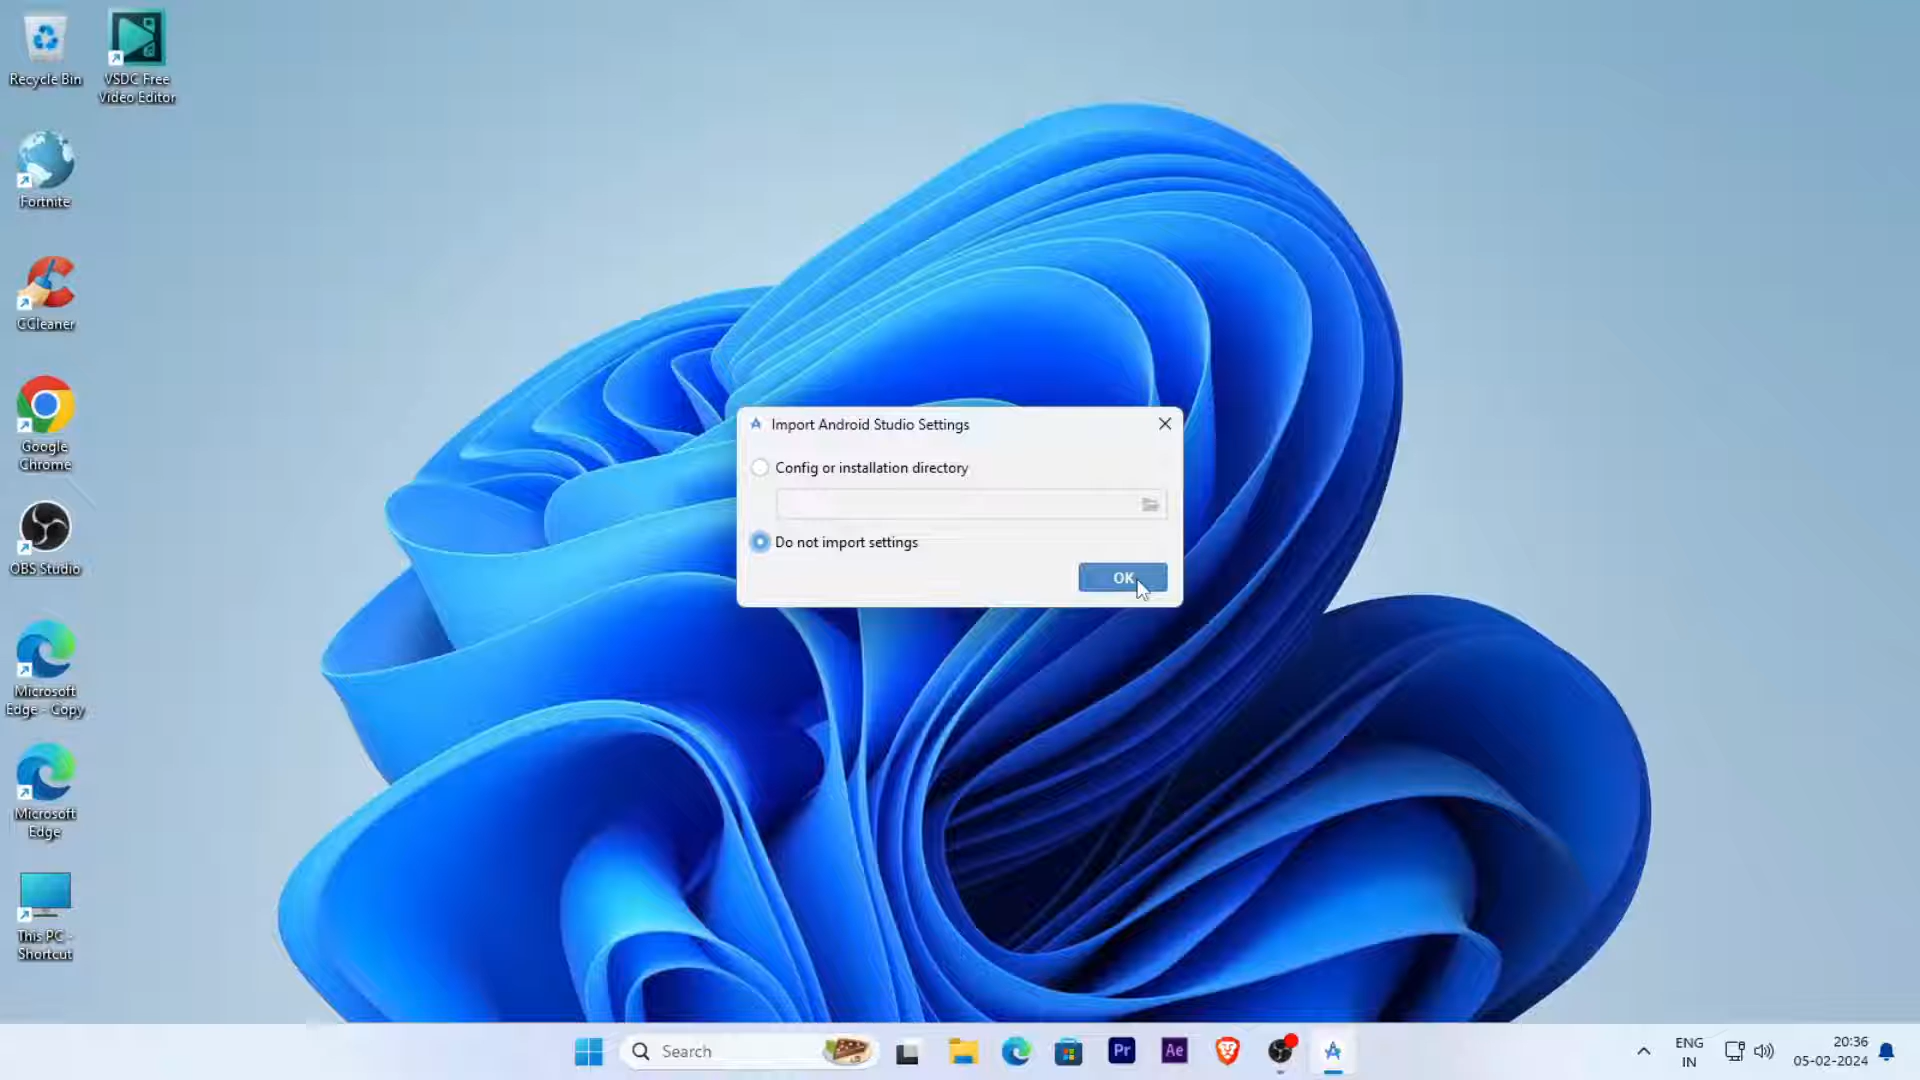 Recycle Bin
VSDC Free
Video Editor
Fortnite
CCleaner
Google
Chrome
OBS Studio
Microsoft
Edge - Copy
Microsoft
Edge
This PC -
Shortcut
Import Android Studio Settings
Config or installation directory
Do not import settings
OK
Search
Pr
Ae
ENG
IN
20:36
05-02-2024